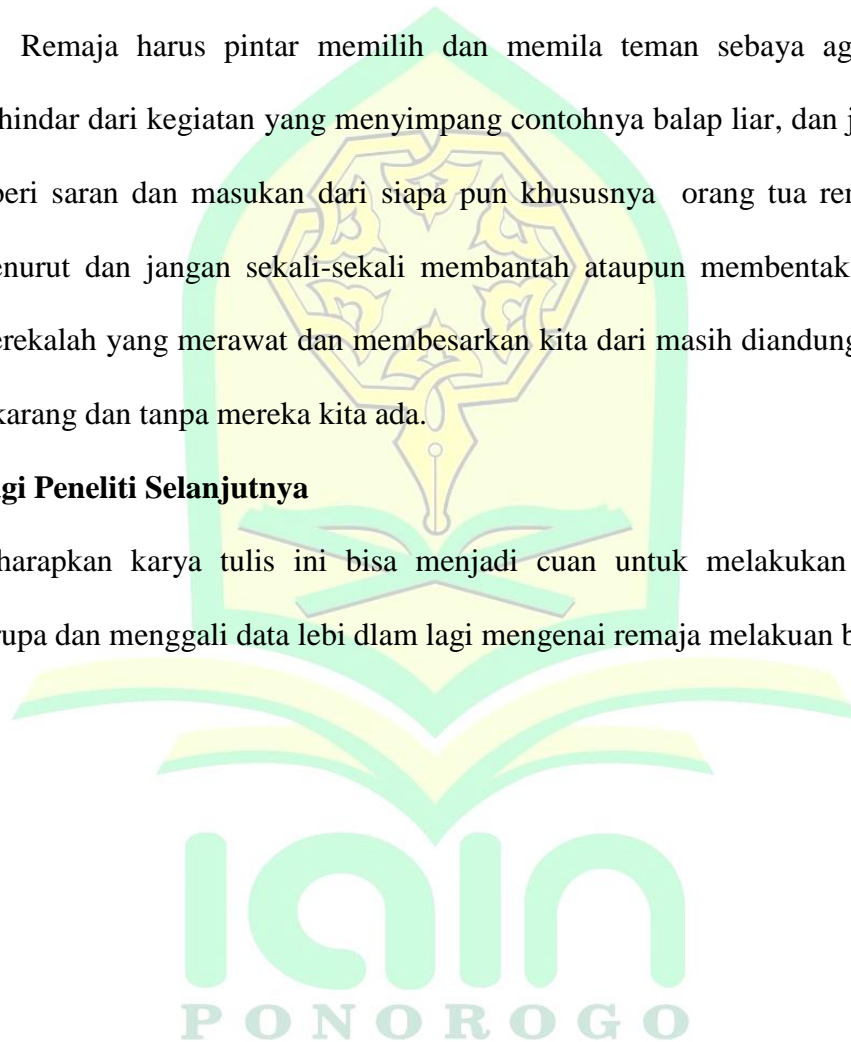 Remaja harus pintar memilih dan memila teman sebaya ag
hindar dari kegiatan yang menyimpang contohnya balap liar, dan j
peri saran dan masukan dari siapa pun khususnya orang tua ren
enurut dan jangan sekali-sekali membantah ataupun membentak
erekalah yang merawat dan membesarkan kita dari masih diandung
karang dan tanpa mereka kita ada.
gi Peneliti Selanjutnya
harapkan karya tulis ini bisa menjadi cuan untuk melakukan
rupa dan menggali data lebi dlam lagi mengenai remaja melakuan b
iain
PONOROGO